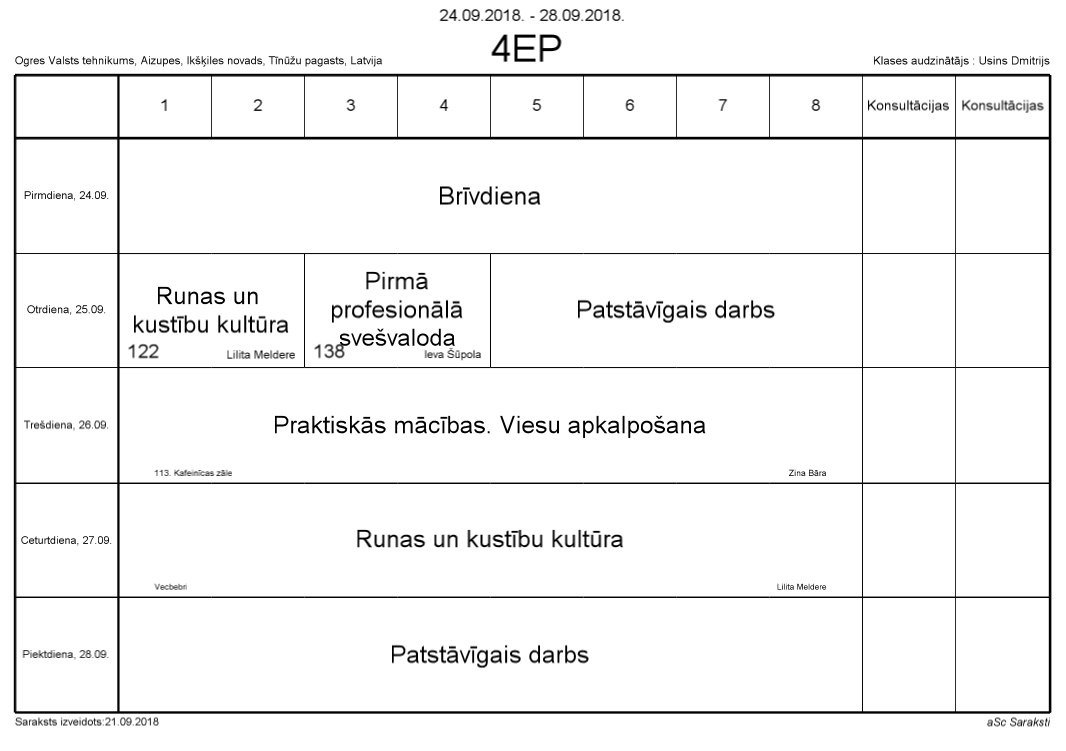 24.09.2018. - 28.09.2018.
4EP
Ogres Valsts tehnikums, Aizupes, Ikšķiles novads, Tīnūžu pagasts, Latvija
Klases audzinātājs : Usins Dmitrijs
1 2 3 4 5 6 7 8 Konsultācijas Konsultācijas
Pirmdiena, 24.09.
Brīvdiena
Otrdiena, 25.09.
Runas un
kustību kultūra
122 Lilita Meldere
Pirmā
profesionālā
svešvaloda
138 Ieva Šūpola
Patstāvīgais darbs
Trešdiena, 26.09.
Praktiskās mācības. Viesu apkalpošana
113. Kafeinīcas zāle Zina Bāra
Ceturtdiena, 27.09.
Runas un kustību kultūra
Vecbebri Lilita Meldere
Piektdiena, 28.09.
Patstāvīgais darbs
Saraksts izveidots:21.09.2018
aSc Saraksti